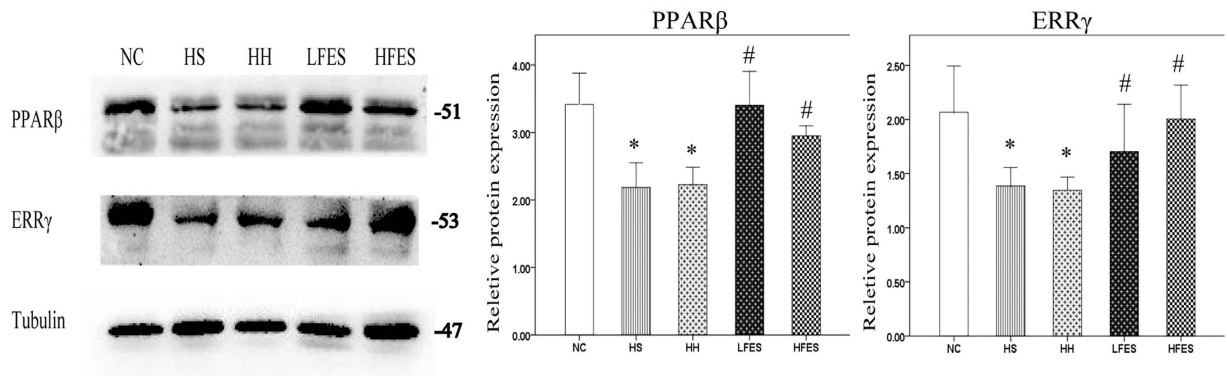 NC HS HH LFES HFES
PPARβ
-51
ERRγ
-53
Tubulin
-47
PPARβ
Reletive protein expression
4.00
3.00
2.00
1.00
0.00
* * # #
NC HS HH LFES HFES
ERRγ
Reletive protein expression
2.50
2.00
1.50
1.00
0.50
0.00
* * # #
NC HS HH LFES HFES